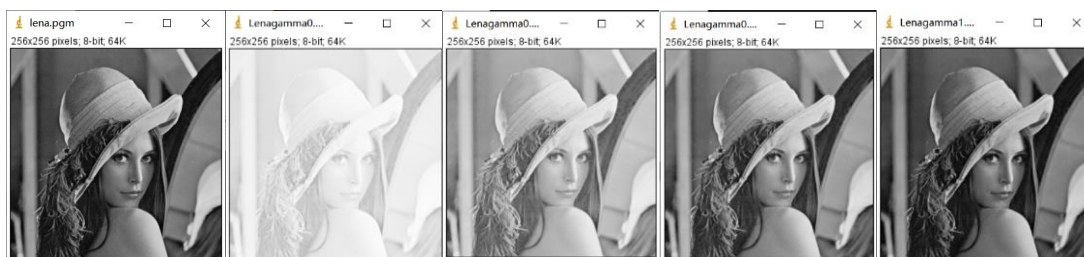 lena.pgm
256x256 pixels; 8-bit; 64K
Lenagamma0....
256x256 pixels; 8-bit; 64K
Lenagamma0....
256x256 pixels; 8-bit; 64K
Lenagamma0....
256x256 pixels; 8-bit; 64K
Lenagamma1....
256x256 pixels; 8-bit; 64K